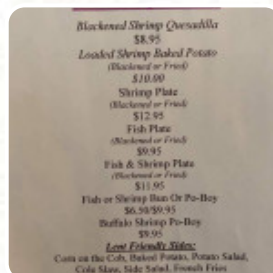 Blackened Shrimp Quesadilla
$8.95
Loaded Shrimp Baked Potato
(Blackened or Fried)
$10.00
Shrimp Plate
(Blackened or Fried)
$12.95
Fish Plate
(Blackened or Fried)
$9.95
Fish & Shrimp Plate
(Blackened or Fried)
$11.95
Fish or Shrimp Bun Or Po-Boy
$6.50/$9.95
Buffalo Shrimp Po-Boy
$9.95
Lent Friendly Sides:
Corn on the Cob, Baked Potato, Potato Salad,
Cole Slaw, Side Salad, French Fries